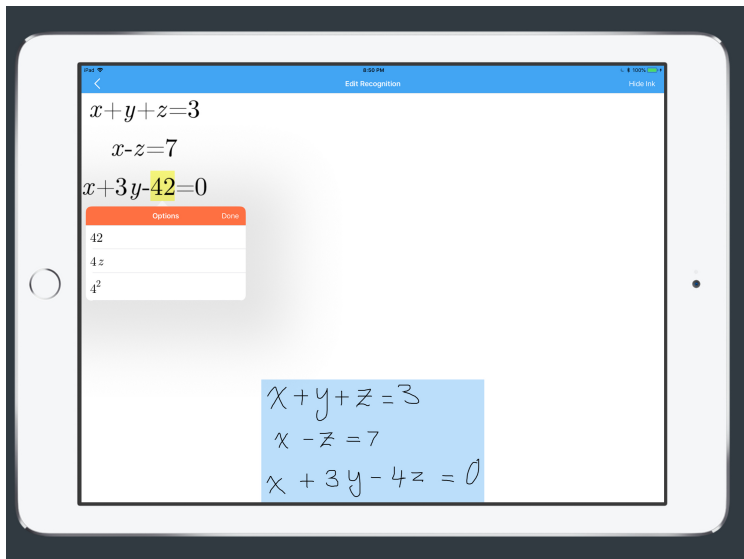 iPad 8:50 PM 100%
Edit Recognition Hide Ink
x+y+z=3
x-z=7
x+3y-42=0
Options Done
42
4z
4²
x+y+z=3
x-z=7
x+3y-4z=0